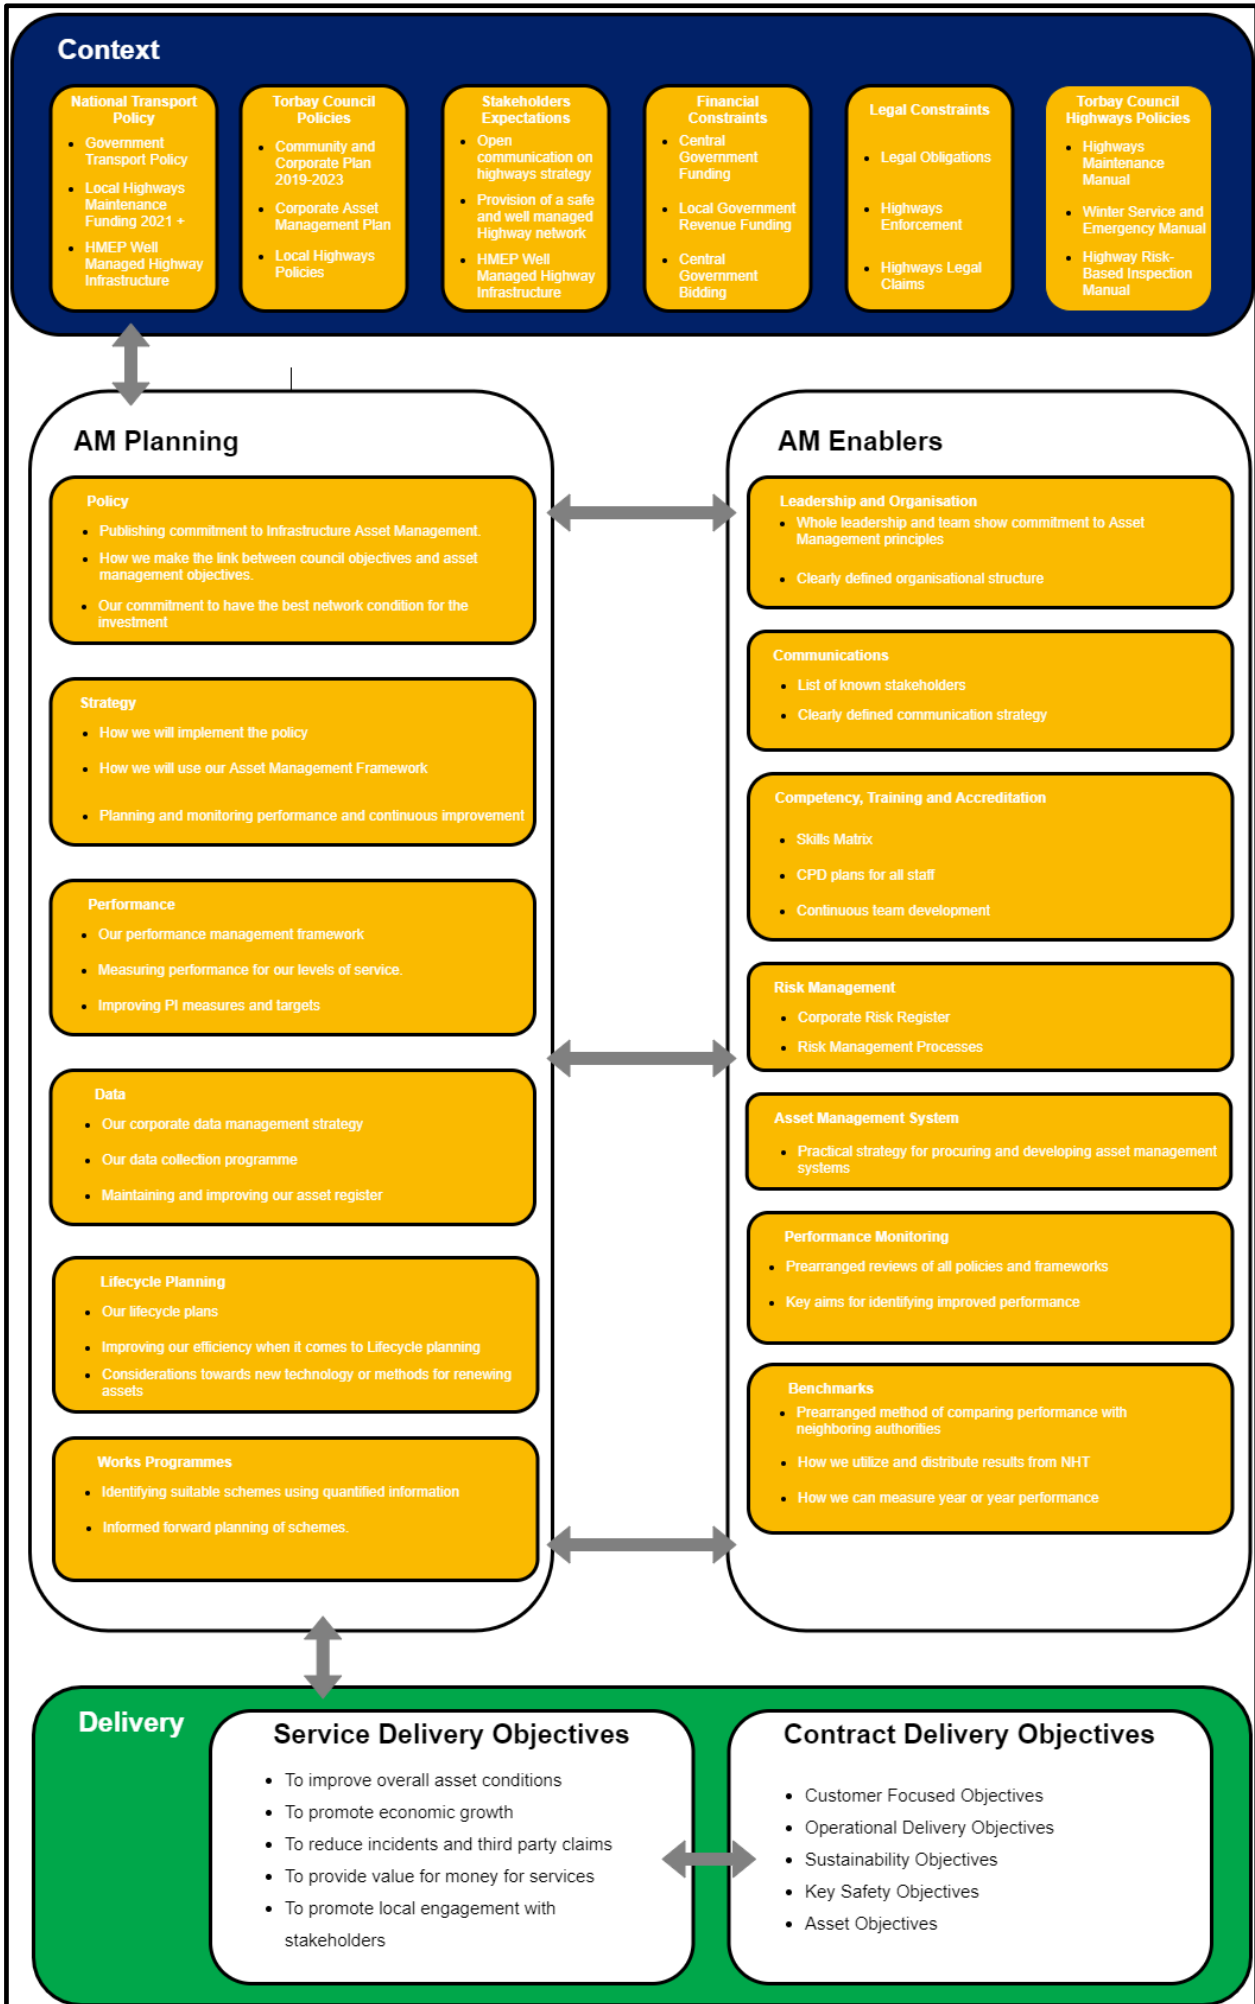 Context
National Transport
Policy
Government
Transport Policy
Local Highways
Maintenance
Funding 2021 +
HMEP Well
Managed Highway
Infrastructure
Torbay Council
Policies
Community and
Corporate Plan
2019-2023
Corporate Asset
Management Plan
Local Highways
Policies
Stakeholders
Expectations
Open
communication on
highways strategy
Provision of a safe
and well managed
Highway network
HMEP Well
Managed Highway
Infrastructure
Financial
Constraints
Central
Government
Funding
Local Government
Revenue Funding
Central
Government
Bidding
Legal Constraints
Legal Obligations
Highways
Enforcement
Highways Legal
Claims
Torbay Council
Highways Policies
Highways
Maintenance
Manual
Winter Service and
Emergency Manual
Highway Risk-
Based Inspection
Manual
AM Planning
Policy
Publishing commitment to Infrastructure Asset Management.
How we make the link between council objectives and asset
management objectives.
Our commitment to have the best network condition for the
investment
Strategy
How we will implement the policy
How we will use our Asset Management Framework
Planning and monitoring performance and continuous improvement
Performance
Our performance management framework
Measuring performance for our levels of service.
Improving PI measures and targets
Data
Our corporate data management strategy
Our data collection programme
Maintaining and improving our asset register
Lifecycle Planning
Our lifecycle plans
Improving our efficiency when it comes to Lifecycle planning
Considerations towards new technology or methods for renewing
assets
Works Programmes
Identifying suitable schemes using quantified information
Informed forward planning of schemes.
AM Enablers
Leadership and Organisation
Whole leadership and team show commitment to Asset
Management principles
Clearly defined organisational structure
Communications
List of known stakeholders
Clearly defined communication strategy
Competency, Training and Accreditation
Skills Matrix
CPD plans for all staff
Continuous team development
Risk Management
Corporate Risk Register
Risk Management Processes
Asset Management System
Practical strategy for procuring and developing asset management
systems
Performance Monitoring
Prearranged reviews of all policies and frameworks
Key aims for identifying improved performance
Benchmarks
Prearranged method of comparing performance with
neighboring authorities
How we utilize and distribute results from NHT
How we can measure year or year performance
Delivery
Service Delivery Objectives
To improve overall asset conditions
To promote economic growth
To reduce incidents and third party claims
To provide value for money for services
To promote local engagement with
stakeholders
Contract Delivery Objectives
Customer Focused Objectives
Operational Delivery Objectives
Sustainability Objectives
Key Safety Objectives
Asset Objectives